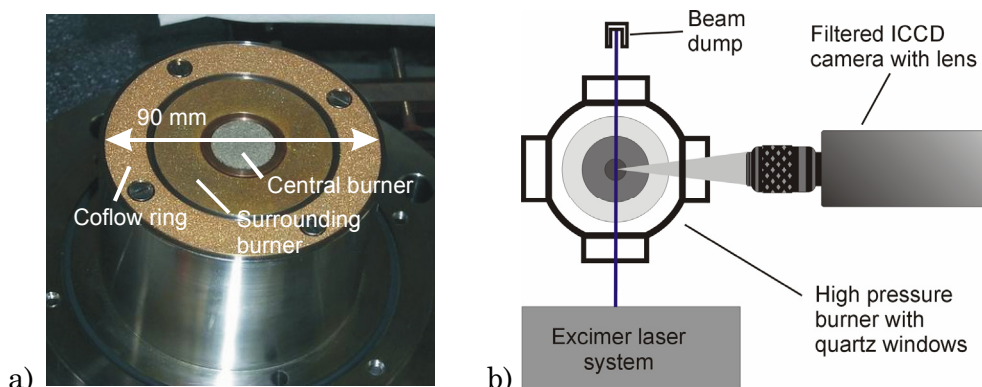 90 mm
Central burner
Coflow ring
Surrounding
burner
a)
Beam
dump
Filtered ICCD
camera with lens
High pressure
burner with
quartz windows
Excimer laser
system
b)